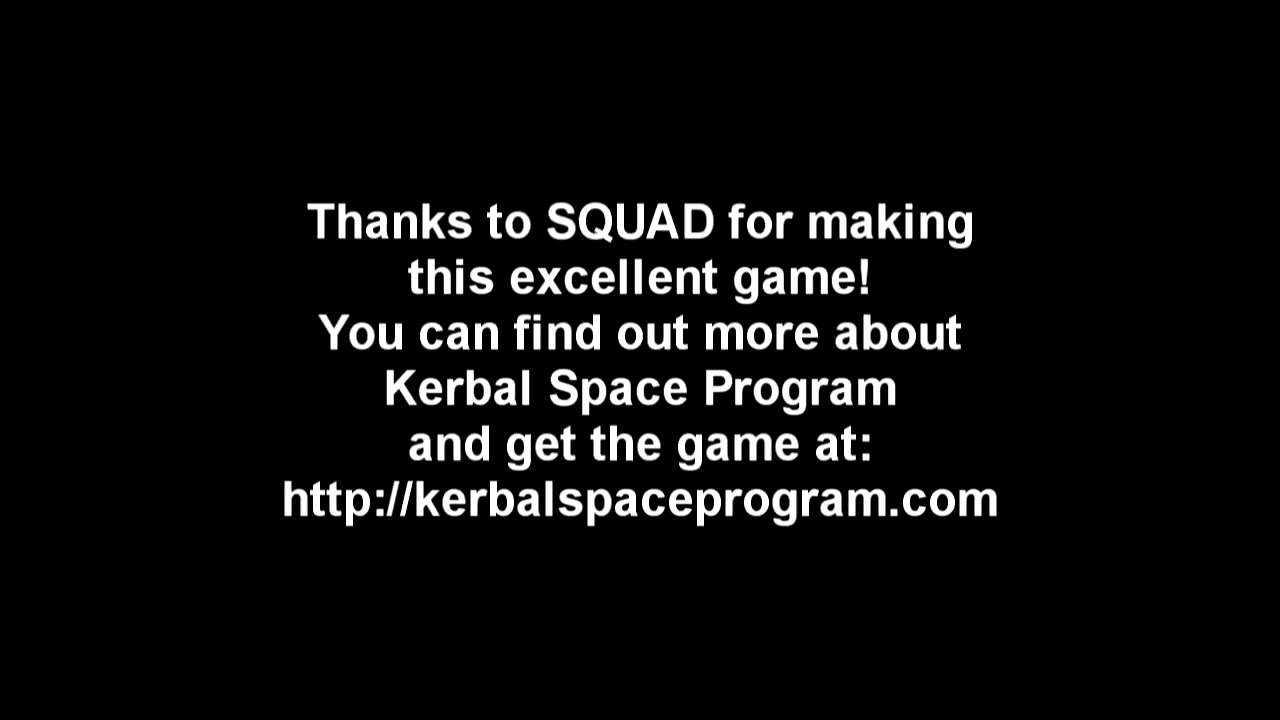 Thanks to SQUAD for making
this excellent game!
You can find out more about
Kerbal Space Program
and get the game at:
http://kerbalspaceprogram.com